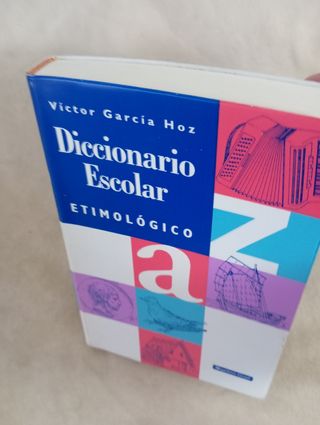 Víctor García Hoz
Diccionario
Escolar
ETIMOLÓGICO
a
Z